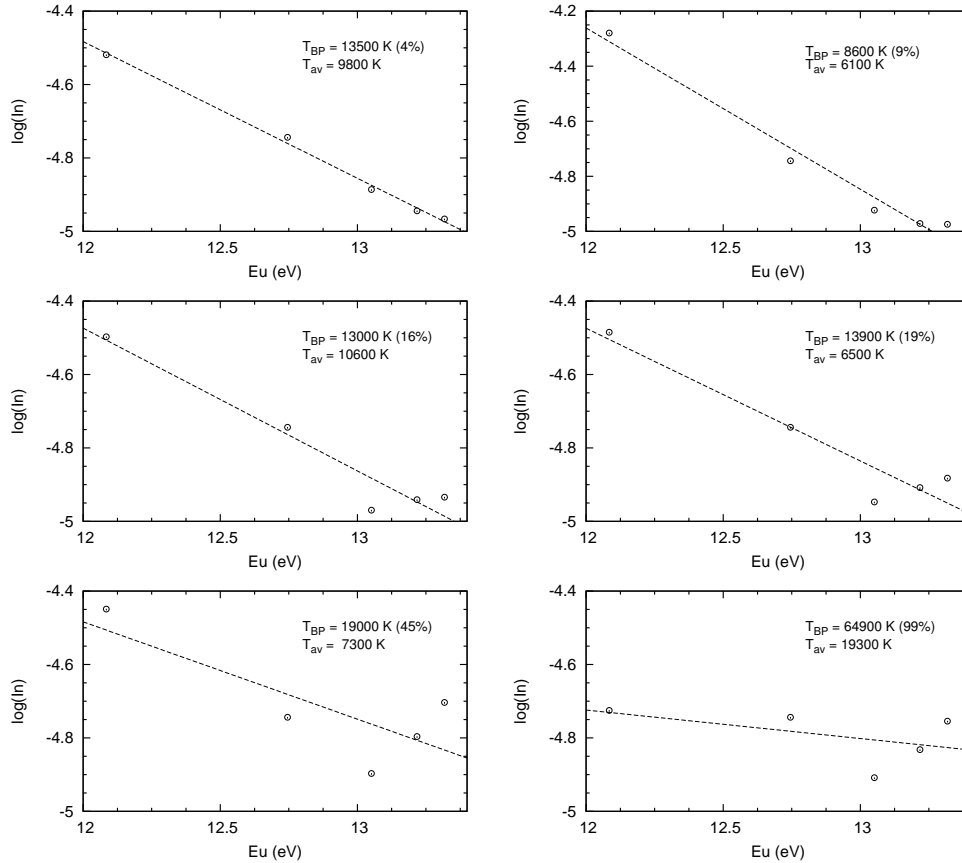 -4.4
-4.6
-4.8
-5
log(In)
T_BP = 13500 K (4%)
T_av = 9800 K
12
12.5
13
Eu (eV)
-4.2
-4.4
-4.6
-4.8
-5
log(In)
T_BP = 8600 K (9%)
T_av = 6100 K
12
12.5
13
Eu (eV)
-4.4
-4.6
-4.8
-5
log(In)
T_BP = 13000 K (16%)
T_av = 10600 K
12
12.5
13
Eu (eV)
-4.4
-4.6
-4.8
-5
log(In)
T_BP = 13900 K (19%)
T_av = 6500 K
12
12.5
13
Eu (eV)
-4.4
-4.6
-4.8
-5
log(In)
T_BP = 19000 K (45%)
T_av = 7300 K
12
12.5
13
Eu (eV)
-4.4
-4.6
-4.8
-5
log(In)
T_BP = 64900 K (99%)
T_av = 19300 K
12
12.5
13
Eu (eV)